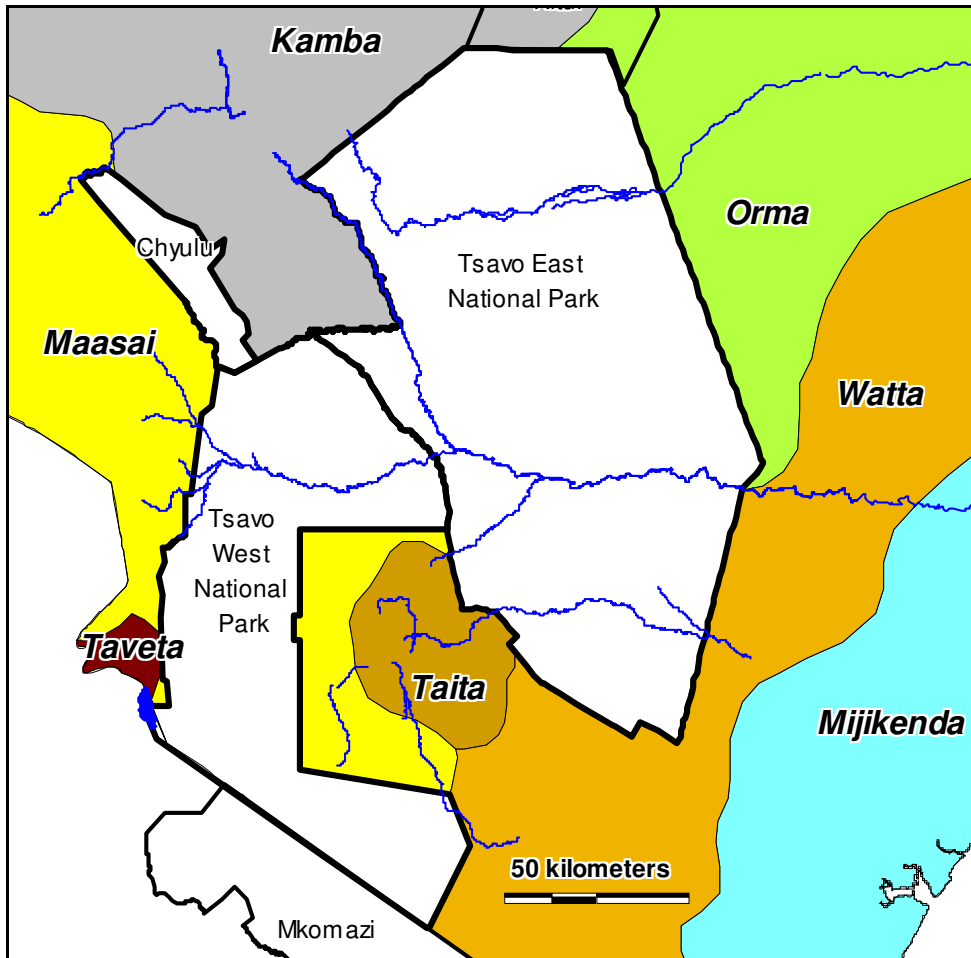 Kamba
Orma
Chyulu
Tsavo East
National Park
Maasai
Watta
Tsavo
West
National
Park
Taveta
Taita
Mijikenda
50 kilometers
Mkomazi